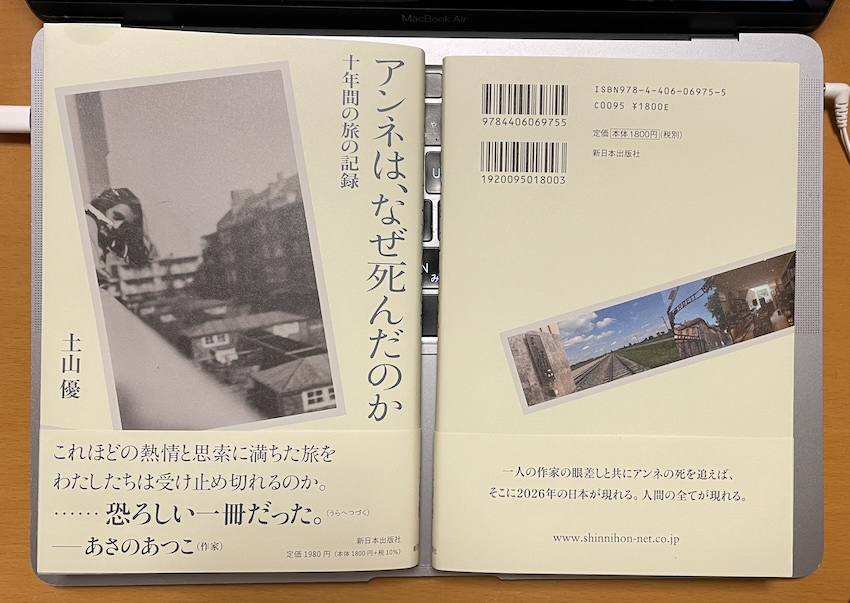 MacBook Air
アンネは、なぜ死んだのか
十年間の旅の記録
土山 優
これほどの熱情と思索に満ちた旅を
わたしたちは受け止め切れるのか。
……恐ろしい一冊だった。(うらへつづく)
──あさのあつこ(作家)
新日本出版社
定価1980円(本体1800円+税10%)
9784406069755
1920095018003
ISBN978-4-406-06975-5
C0095 ¥1800E
定価 本体1800円 (税別)
新日本出版社
一人の作家の眼差しと共にアンネの死を追えば、
そこに2026年の日本が現れる。人間の全てが現れる。
www.shinnihon-net.co.jp
U
N
み